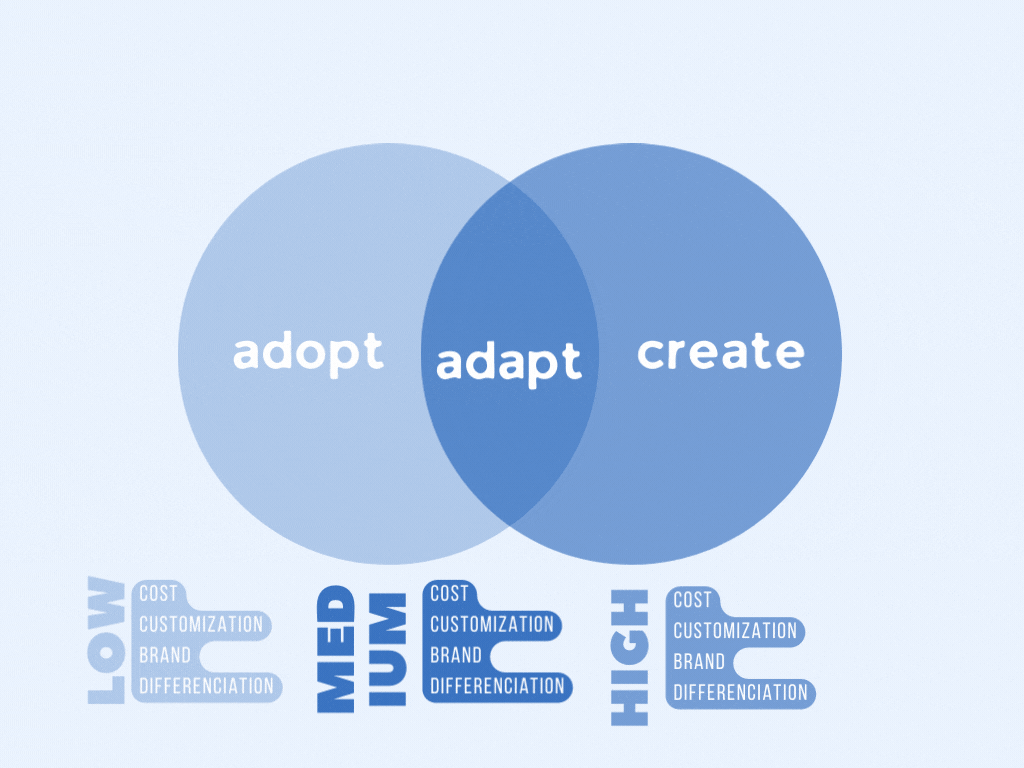 adopt
adapt
create
LOW
COST
CUSTOMIZATION
BRAND
DIFFERENCIATION
MED
IUM
COST
CUSTOMIZATION
BRAND
DIFFERENCIATION
HIGH
COST
CUSTOMIZATION
BRAND
DIFFERENCIATION